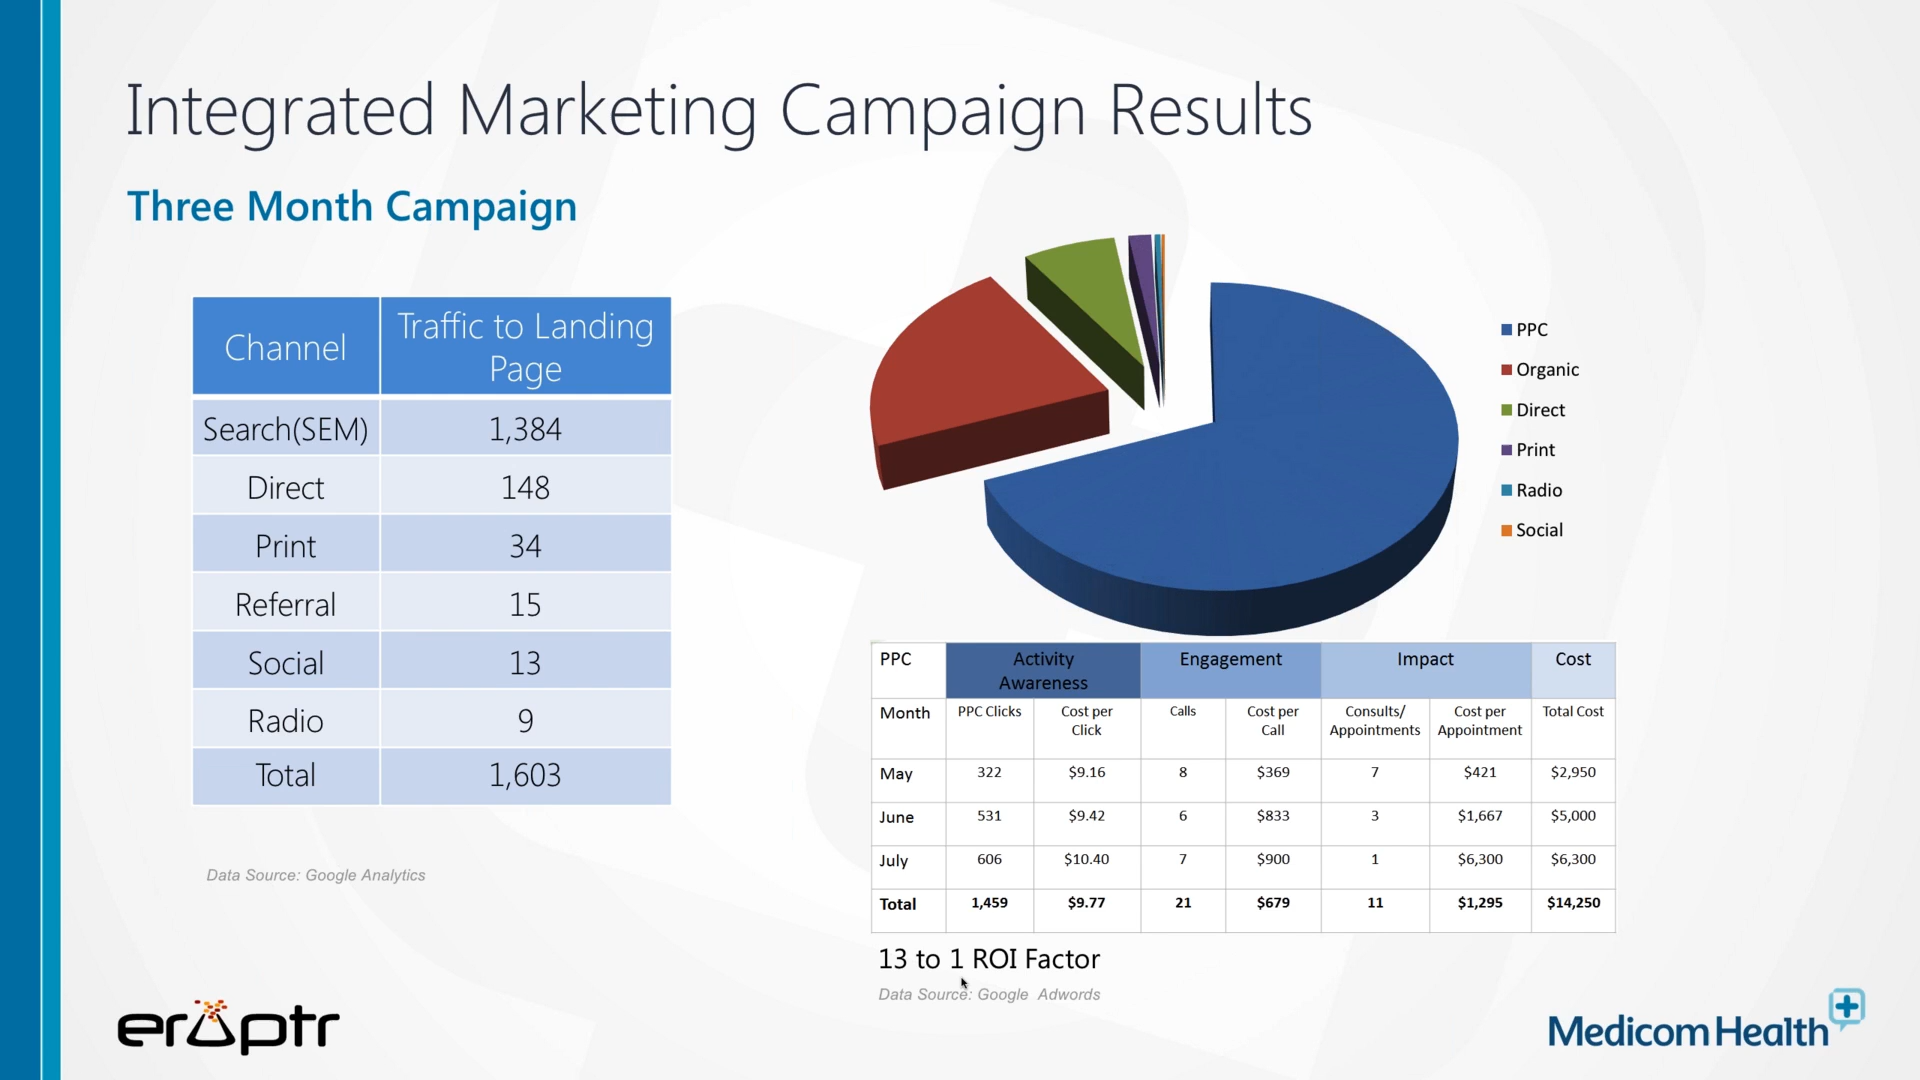 Integrated Marketing Campaign Results
Three Month Campaign
Channel
Traffic to Landing
Page
Search(SEM) 1,384
Direct 148
Print 34
Referral 15
Social 13
Radio 9
Total 1,603
Data Source: Google Analytics
PPC
Organic
Direct
Print
Radio
Social
PPC Activity Engagement Impact Cost
Awareness
Month PPC Clicks Cost per Calls Cost per Consults/ Cost per Total Cost
Click Call Appointments Appointment
May 322 $9.16 8 $369 7 $421 $2,950
June 531 $9.42 6 $833 3 $1,667 $5,000
July 606 $10.40 7 $900 1 $6,300 $6,300
Total 1,459 $9.77 21 $679 11 $1,295 $14,250
13 to 1 ROI Factor
Data Source: Google Adwords
eruptr
Medicom Health